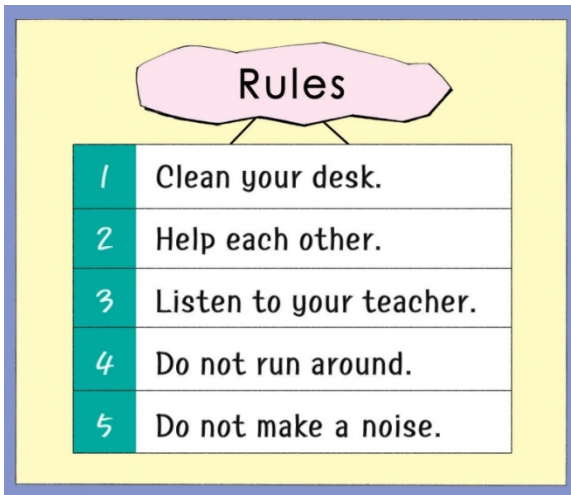 Rules
1 Clean your desk.
2 Help each other.
3 Listen to your teacher.
4 Do not run around.
5 Do not make a noise.